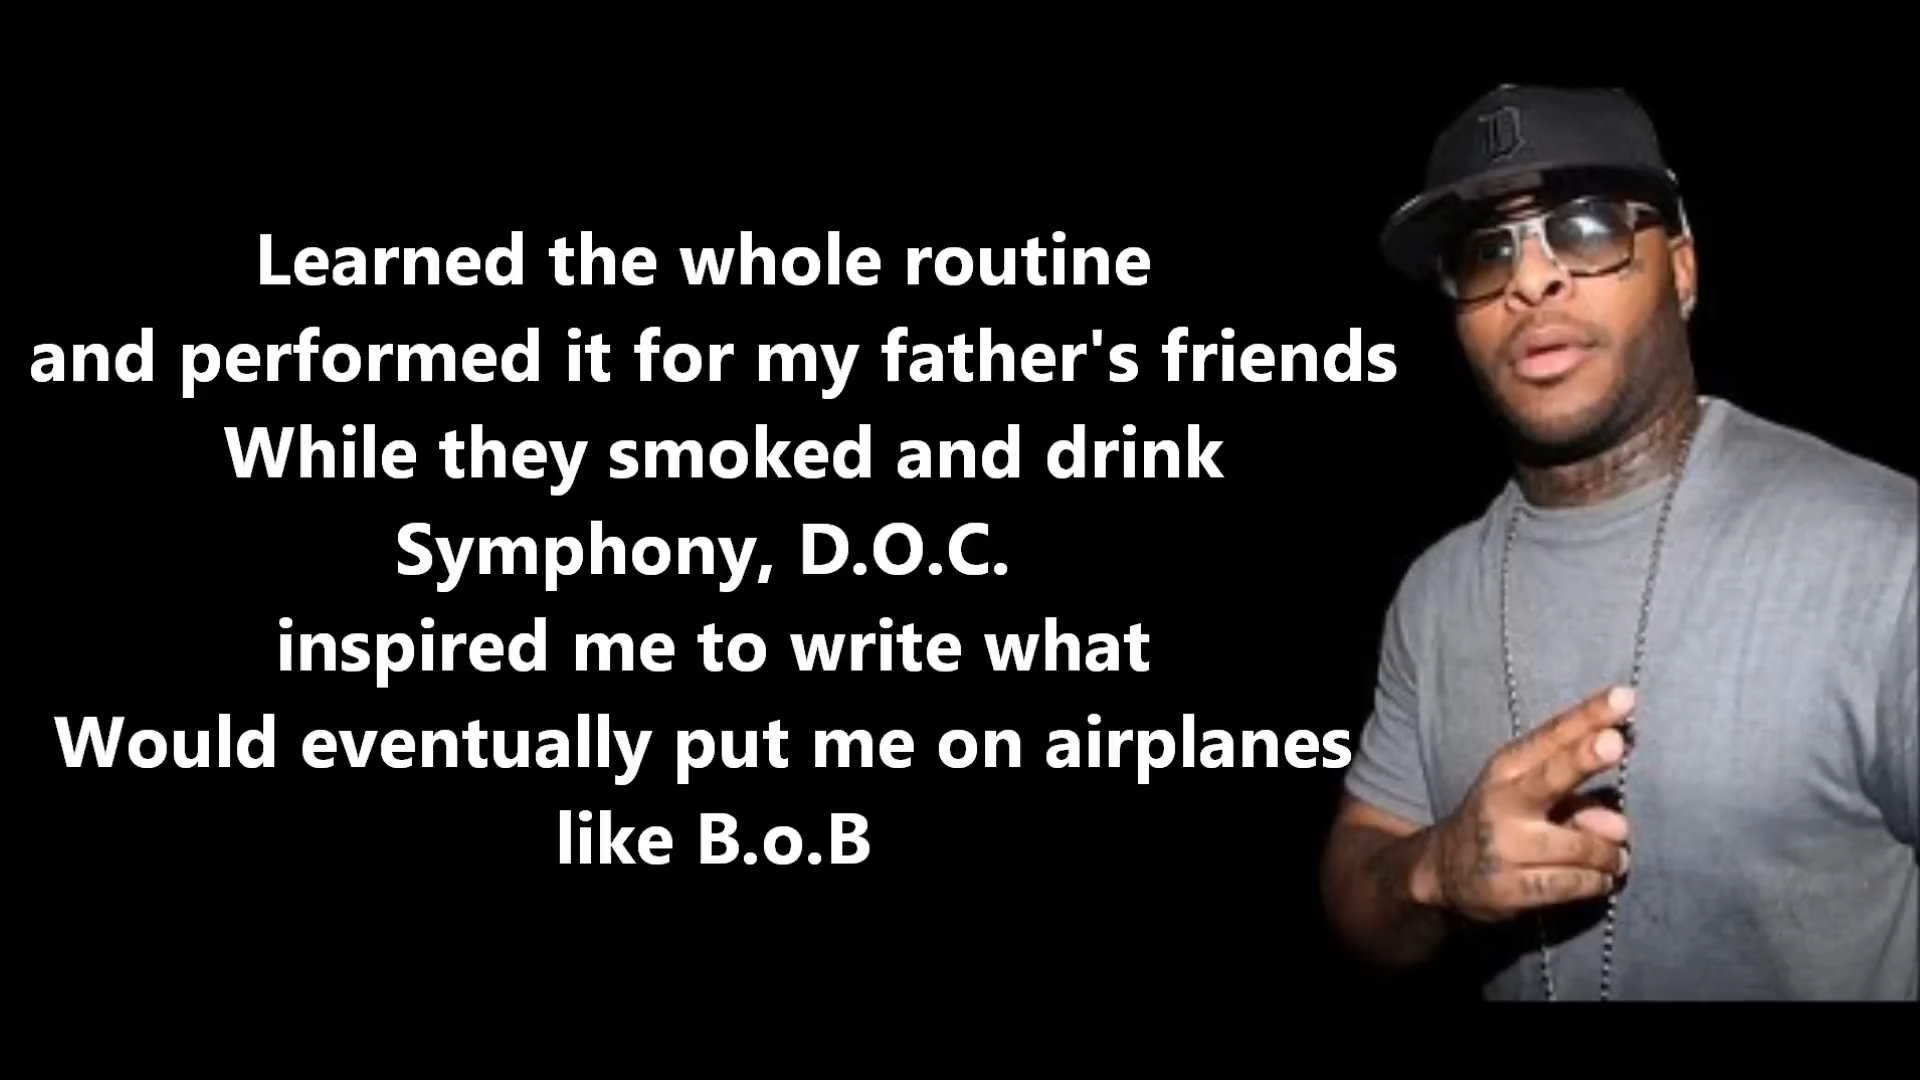 Learned the whole routine
and performed it for my father's friends
While they smoked and drink
Symphony, D.O.C.
inspired me to write what
Would eventually put me on airplanes
like B.o.B
D